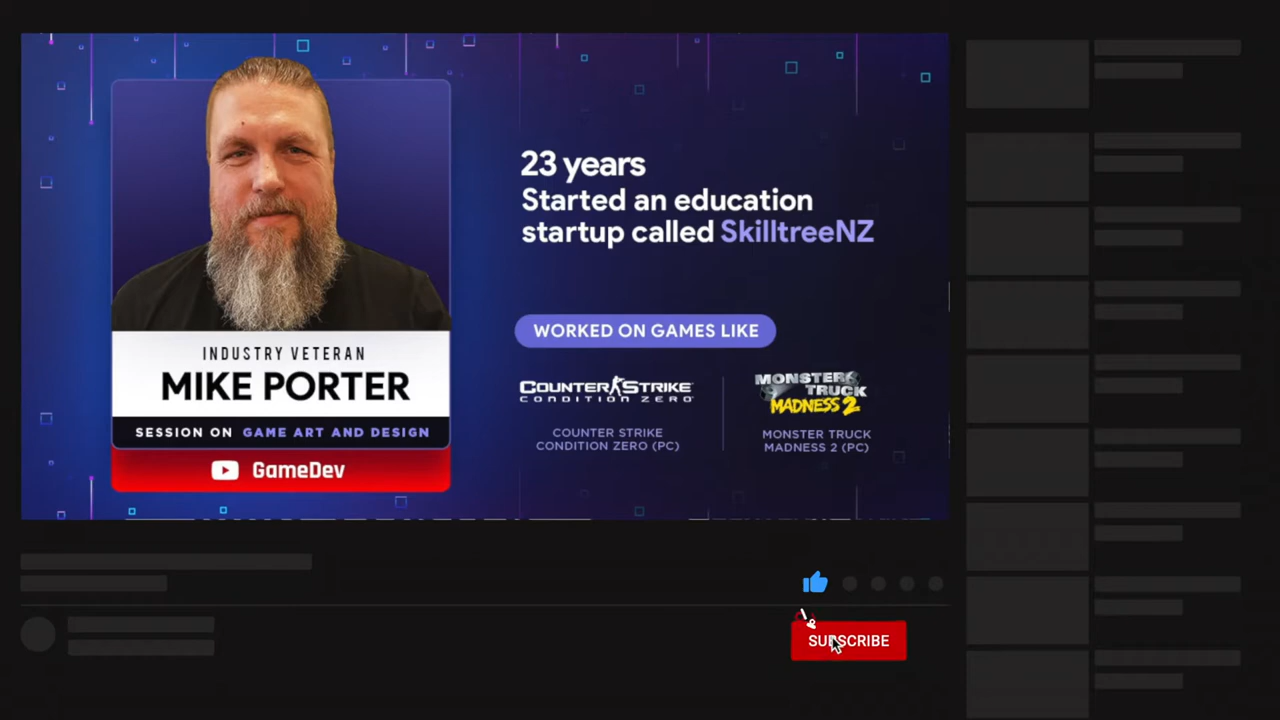 23 years
Started an education
startup called SkilltreeNZ
WORKED ON GAMES LIKE
COUNTER STRIKE
CONDITION ZERO
MONSTER
TRUCK
MADNESS 2
COUNTER STRIKE
CONDITION ZERO (PC)
MONSTER TRUCK
MADNESS 2 (PC)
INDUSTRY VETERAN
MIKE PORTER
SESSION ON GAME ART AND DESIGN
GameDev
SUBSCRIBE